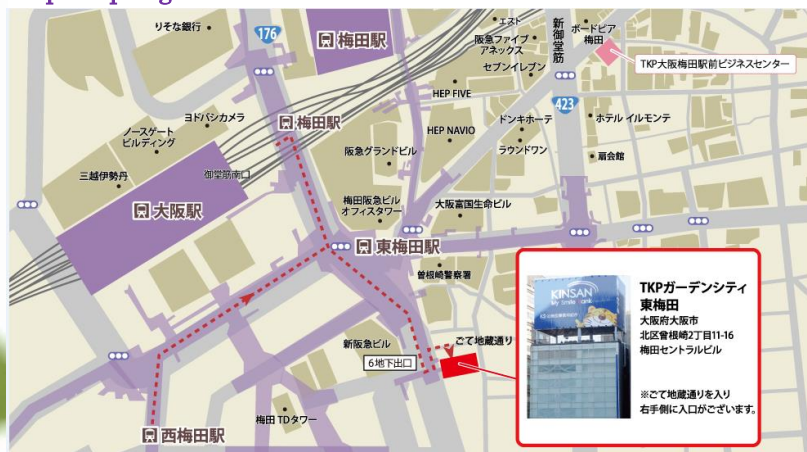 りそな銀行
176
梅田駅
エスト
阪急ファイブ
アネックス
セブンイレブン
新御堂筋
ボードピア
梅田
TKP大阪梅田駅前ビジネスセンター
423
HEP FIVE
ヨドバシカメラ
ノースゲート
ビルディング
梅田駅
HEP NAVIO
ドンキホーテ
ホテル イルモンテ
ラウンドワン
阪急グランドビル
扇会館
三越伊勢丹
御堂筋南口
大阪駅
梅田阪急ビル
オフィスタワー
大阪富国生命ビル
東梅田駅
曽根崎警察署
KINSAN
My Smile Bank
TKPガーデンシティ
東梅田
大阪府大阪市
北区曾根崎2丁目11-16
梅田セントラルビル
※ごて地蔵通りを入り
右手側に入口がございます。
新阪急ビル
ごて地蔵通り
6地下出口
梅田 TDタワー
西梅田駅